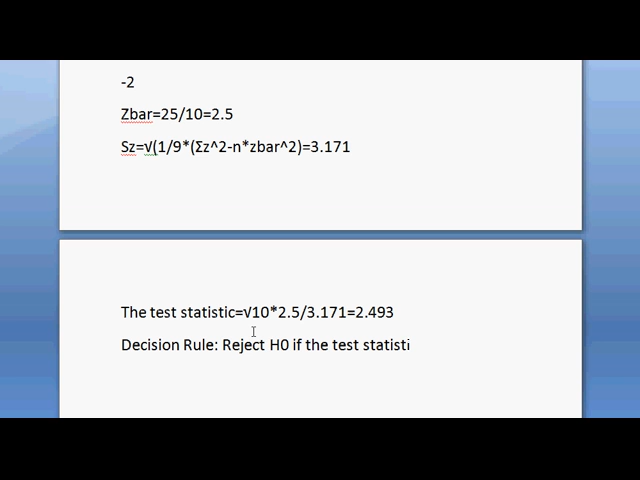 -2
Zbar=25/10=2.5
Sz=√(1/9*(Σz^2-n*zbar^2)=3.171
The test statistic=√10*2.5/3.171=2.493
Decision Rule: Reject H0 if the test statisti